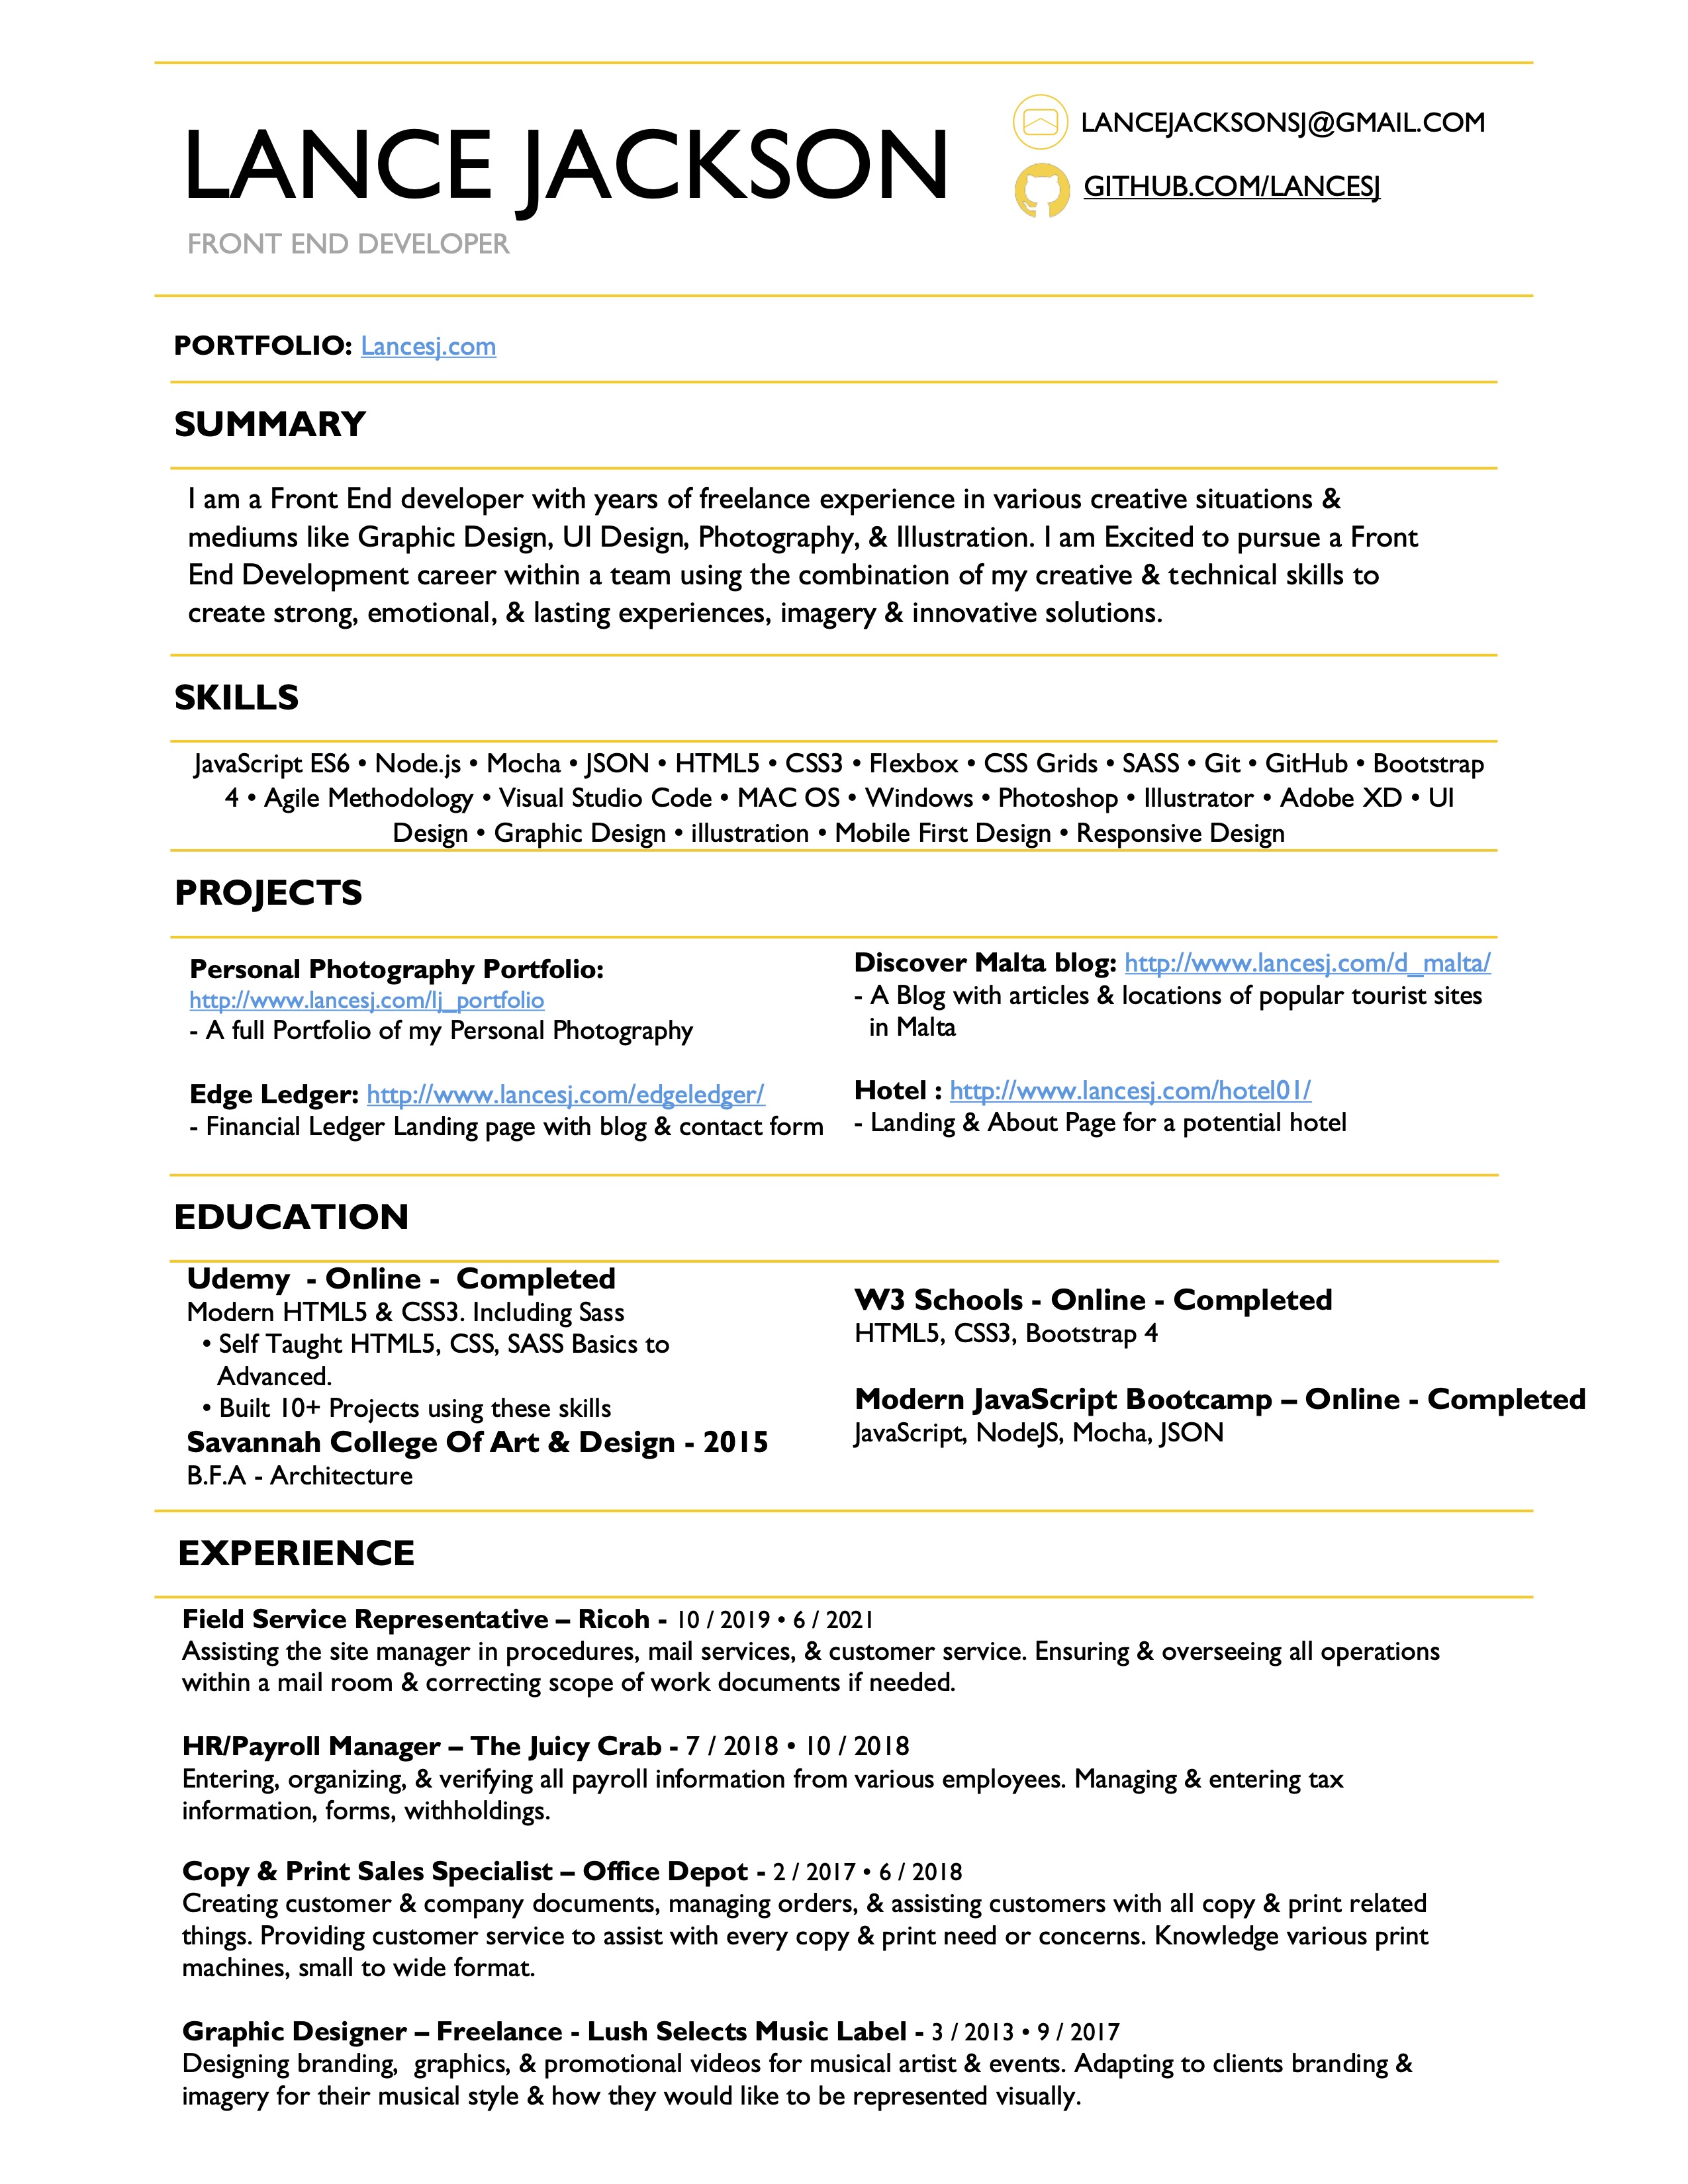 LANCE JACKSON
FRONT END DEVELOPER
LANCEJACKSONSJ@GMAIL.COM
GITHUB.COM/LANCESJ
PORTFOLIO: Lancesj.com
SUMMARY
I am a Front End developer with years of freelance experience in various creative situations &
mediums like Graphic Design, UI Design, Photography, & Illustration. I am Excited to pursue a Front
End Development career within a team using the combination of my creative & technical skills to
create strong, emotional, & lasting experiences, imagery & innovative solutions.
SKILLS
JavaScript ES6 • Node.js • Mocha • JSON • HTML5 • CSS3 • Flexbox • CSS Grids • SASS • Git • GitHub • Bootstrap
4 • Agile Methodology • Visual Studio Code • MAC OS • Windows • Photoshop • Illustrator • Adobe XD • UI
Design • Graphic Design • illustration • Mobile First Design • Responsive Design
PROJECTS
Personal Photography Portfolio:
http://www.lancesj.com/lj_portfolio
- A full Portfolio of my Personal Photography
Edge Ledger: http://www.lancesj.com/edgeledger/
- Financial Ledger Landing page with blog & contact form
Discover Malta blog: http://www.lancesj.com/d_malta/
- A Blog with articles & locations of popular tourist sites
in Malta
Hotel : http://www.lancesj.com/hotel01/
- Landing & About Page for a potential hotel
EDUCATION
Udemy - Online - Completed
Modern HTML5 & CSS3. Including Sass
• Self Taught HTML5, CSS, SASS Basics to
Advanced.
• Built 10+ Projects using these skills
Savannah College Of Art & Design - 2015
B.F.A - Architecture
W3 Schools - Online - Completed
HTML5, CSS3, Bootstrap 4
Modern JavaScript Bootcamp – Online - Completed
JavaScript, NodeJS, Mocha, JSON
EXPERIENCE
Field Service Representative – Ricoh - 10 / 2019 • 6 / 2021
Assisting the site manager in procedures, mail services, & customer service. Ensuring & overseeing all operations
within a mail room & correcting scope of work documents if needed.
HR/Payroll Manager – The Juicy Crab - 7 / 2018 • 10 / 2018
Entering, organizing, & verifying all payroll information from various employees. Managing & entering tax
information, forms, withholdings.
Copy & Print Sales Specialist – Office Depot - 2 / 2017 • 6 / 2018
Creating customer & company documents, managing orders, & assisting customers with all copy & print related
things. Providing customer service to assist with every copy & print need or concerns. Knowledge various print
machines, small to wide format.
Graphic Designer – Freelance - Lush Selects Music Label - 3 / 2013 • 9 / 2017
Designing branding, graphics, & promotional videos for musical artist & events. Adapting to clients branding &
imagery for their musical style & how they would like to be represented visually.